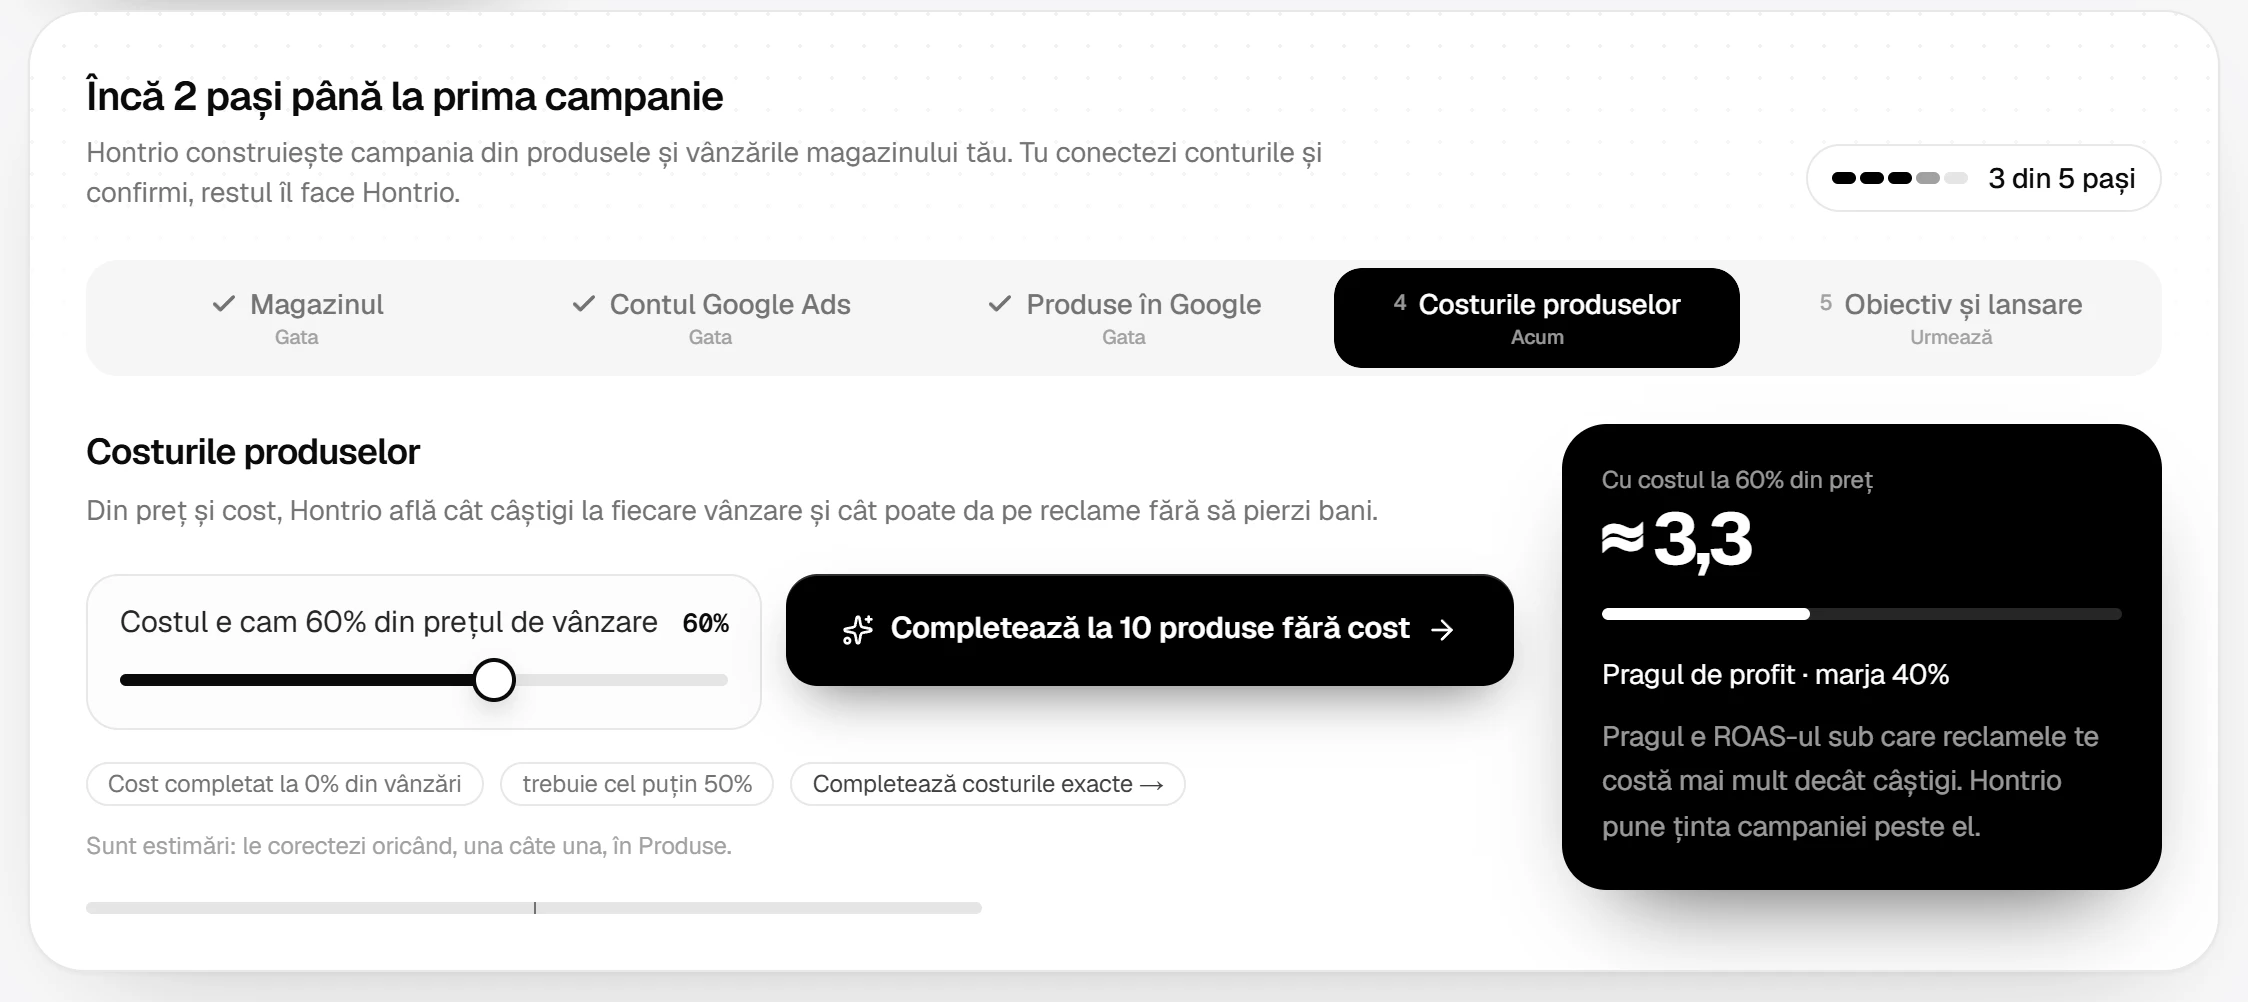 Încă 2 pași până la prima campanie
Hontrio construiește campania din produsele și vânzările magazinului tău. Tu conectezi conturile și
confirmi, restul îl face Hontrio.
3 din 5 pași
Magazinul
Gata
Contul Google Ads
Gata
Produse în Google
Gata
4 Costurile produselor
Acum
5 Obiectiv și lansare
Urmează
Costurile produselor
Din preț și cost, Hontrio află cât câștigi la fiecare vânzare și cât poate da pe reclame fără să pierzi bani.
Costul e cam 60% din prețul de vânzare 60%
Completează la 10 produse fără cost →
Cost completat la 0% din vânzări
trebuie cel puțin 50%
Completează costurile exacte →
Sunt estimări: le corectezi oricând, una câte una, în Produse.
Cu costul la 60% din preț
≈3,3
Pragul de profit · marja 40%
Pragul e ROAS-ul sub care reclamele te
costă mai mult decât câștigi. Hontrio
pune ținta campaniei peste el.